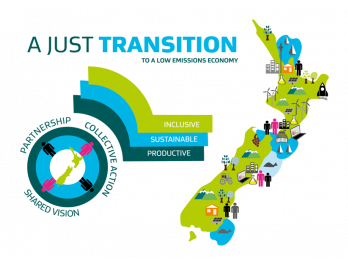 A JUST TRANSITION
TO A LOW EMISSIONS ECONOMY
INCLUSIVE
SUSTAINABLE
PRODUCTIVE
PARTNERSHIP
COLLECTIVE ACTION
SHARED VISION